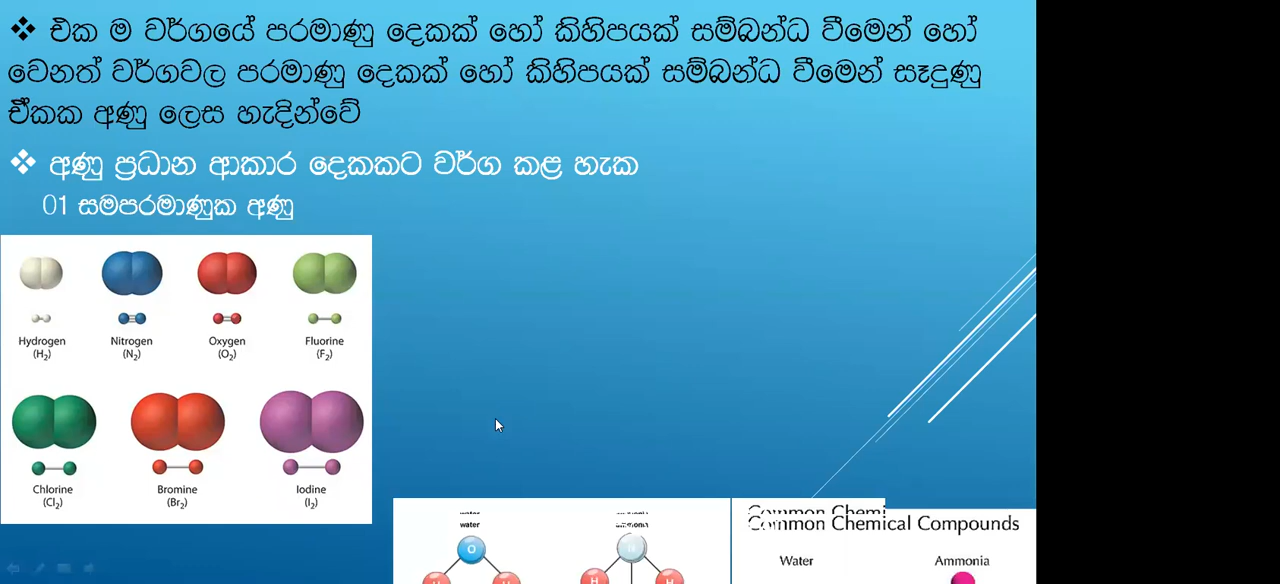 ❖ එක ම වර්ගයේ පරමාණු දෙකක් හෝ කිහිපයක් සම්බන්ධ වීමෙන් හෝ
වෙනත් වර්ගවල පරමාණු දෙකක් හෝ කිහිපයක් සම්බන්ධ වීමෙන් සෑදුණු
ඒකක අණු ලෙස හැදින්වේ
❖ අණු ප්‍රධාන ආකාර දෙකකට වර්ග කළ හැක
01 සමපරමාණුක අණු
Hydrogen Nitrogen Oxygen Fluorine
(H₂) (N₂) (O₂) (F₂)
Chlorine Bromine Iodine
(Cl₂) (Br₂) (I₂)
water
O
H H
Common Chemi
Common Chemical Compounds
Water Ammonia